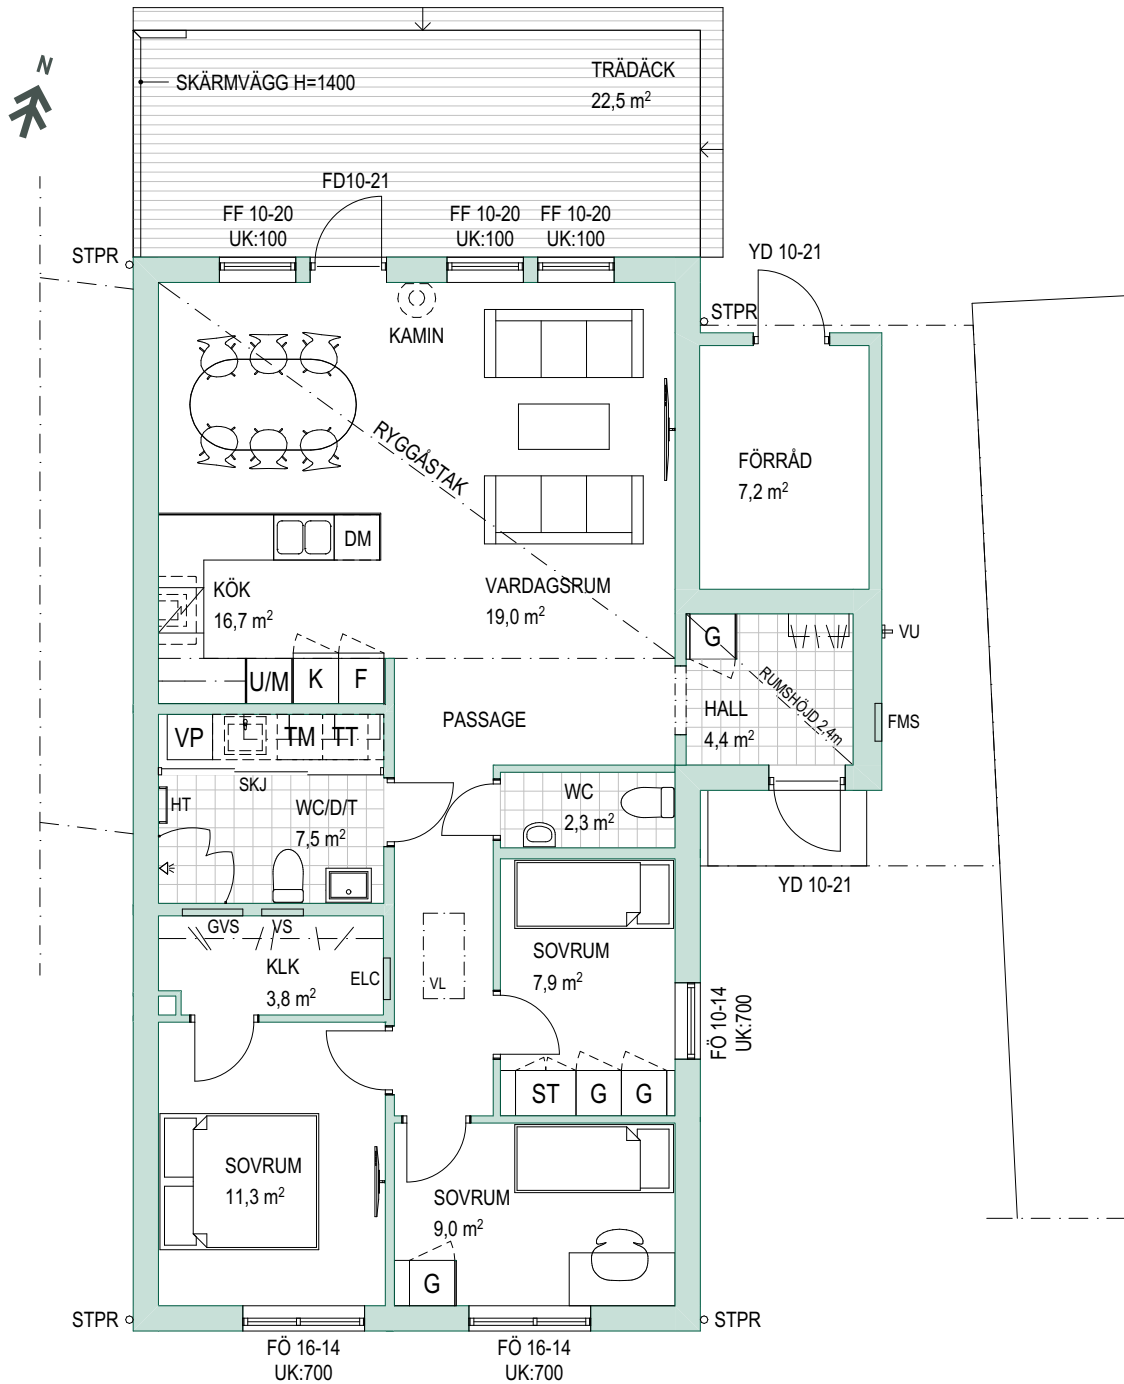 N
SKÄRMVÄGG H=1400
TRÄDÄCK
22,5 m²
FD10-21
FF 10-20
UK:100
FF 10-20
UK:100
FF 10-20
UK:100
STPR
YD 10-21
STPR
KAMIN
RYGGÅSTAK
FÖRRÅD
7,2 m²
DM
KÖK
16,7 m²
VARDAGSRUM
19,0 m²
G
VU
U/M
K
F
RUMSHÖJD 2,4m
HALL
4,4 m²
PASSAGE
FMS
VP
TM
TT
SKJ
HT
WC/D/T
7,5 m²
WC
2,3 m²
YD 10-21
GVS
VS
KLK
3,8 m²
ELC
VL
SOVRUM
7,9 m²
FÖ 10-14
UK:700
ST
G
G
SOVRUM
11,3 m²
SOVRUM
9,0 m²
G
STPR
STPR
FÖ 16-14
UK:700
FÖ 16-14
UK:700